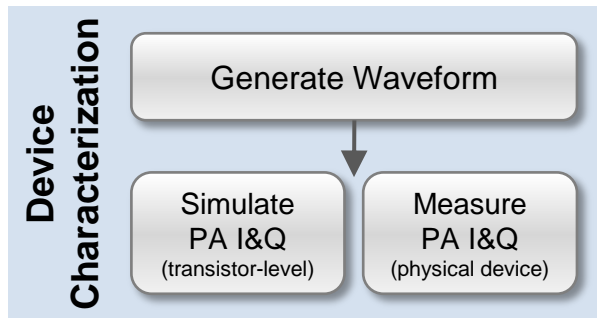 Device
Characterization
Generate Waveform
Simulate
PA I&Q
(transistor-level)
Measure
PA I&Q
(physical device)